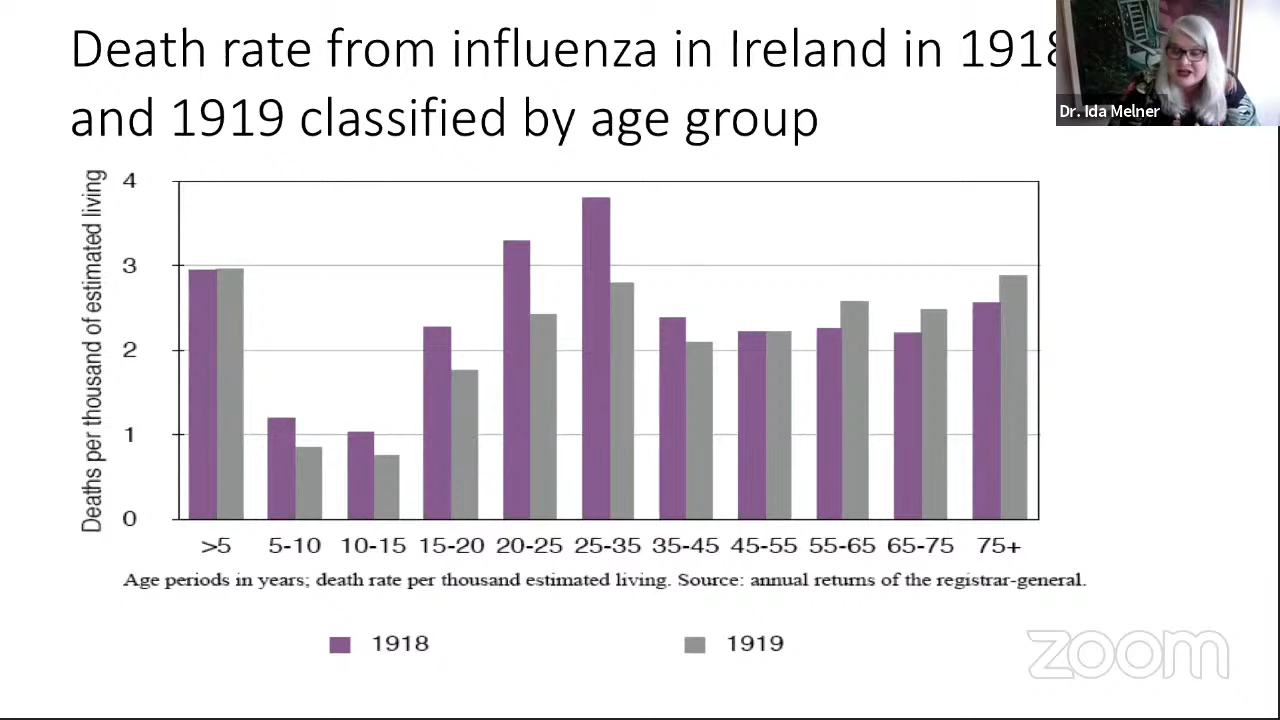 Death rate from influenza in Ireland in 1918
and 1919 classified by age group
Dr. Ida Melner
Deaths per thousand of estimated living
4
3
2
1
0
>5 5-10 10-15 15-20 20-25 25-35 35-45 45-55 55-65 65-75 75+
Age periods in years; death rate per thousand estimated living. Source: annual returns of the registrar-general.
1918 1919
zoom